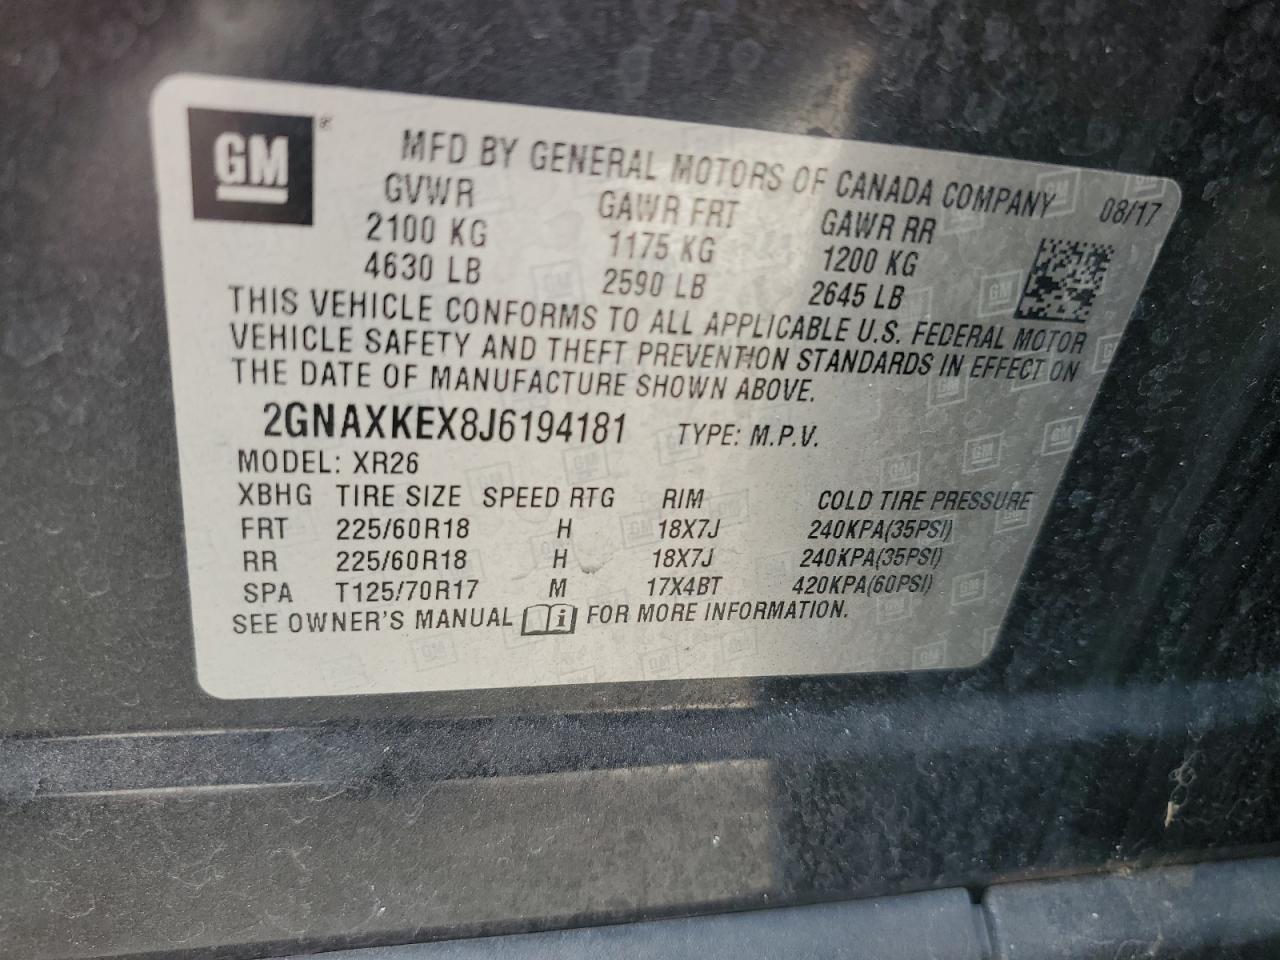 GM ®
MFD BY GENERAL MOTORS OF CANADA COMPANY 08/17
GVWR GAWR FRT GAWR RR
2100 KG 1175 KG 1200 KG
4630 LB 2590 LB 2645 LB
THIS VEHICLE CONFORMS TO ALL APPLICABLE U.S. FEDERAL MOTOR
VEHICLE SAFETY AND THEFT PREVENTION STANDARDS IN EFFECT ON
THE DATE OF MANUFACTURE SHOWN ABOVE.
2GNAXKEX8J6194181 TYPE: M.P.V.
MODEL: XR26
XBHG TIRE SIZE SPEED RTG RIM COLD TIRE PRESSURE
FRT 225/60R18 H 18X7J 240KPA(35PSI)
RR 225/60R18 H 18X7J 240KPA(35PSI)
SPA T125/70R17 M 17X4BT 420KPA(60PSI)
SEE OWNER'S MANUAL i FOR MORE INFORMATION.